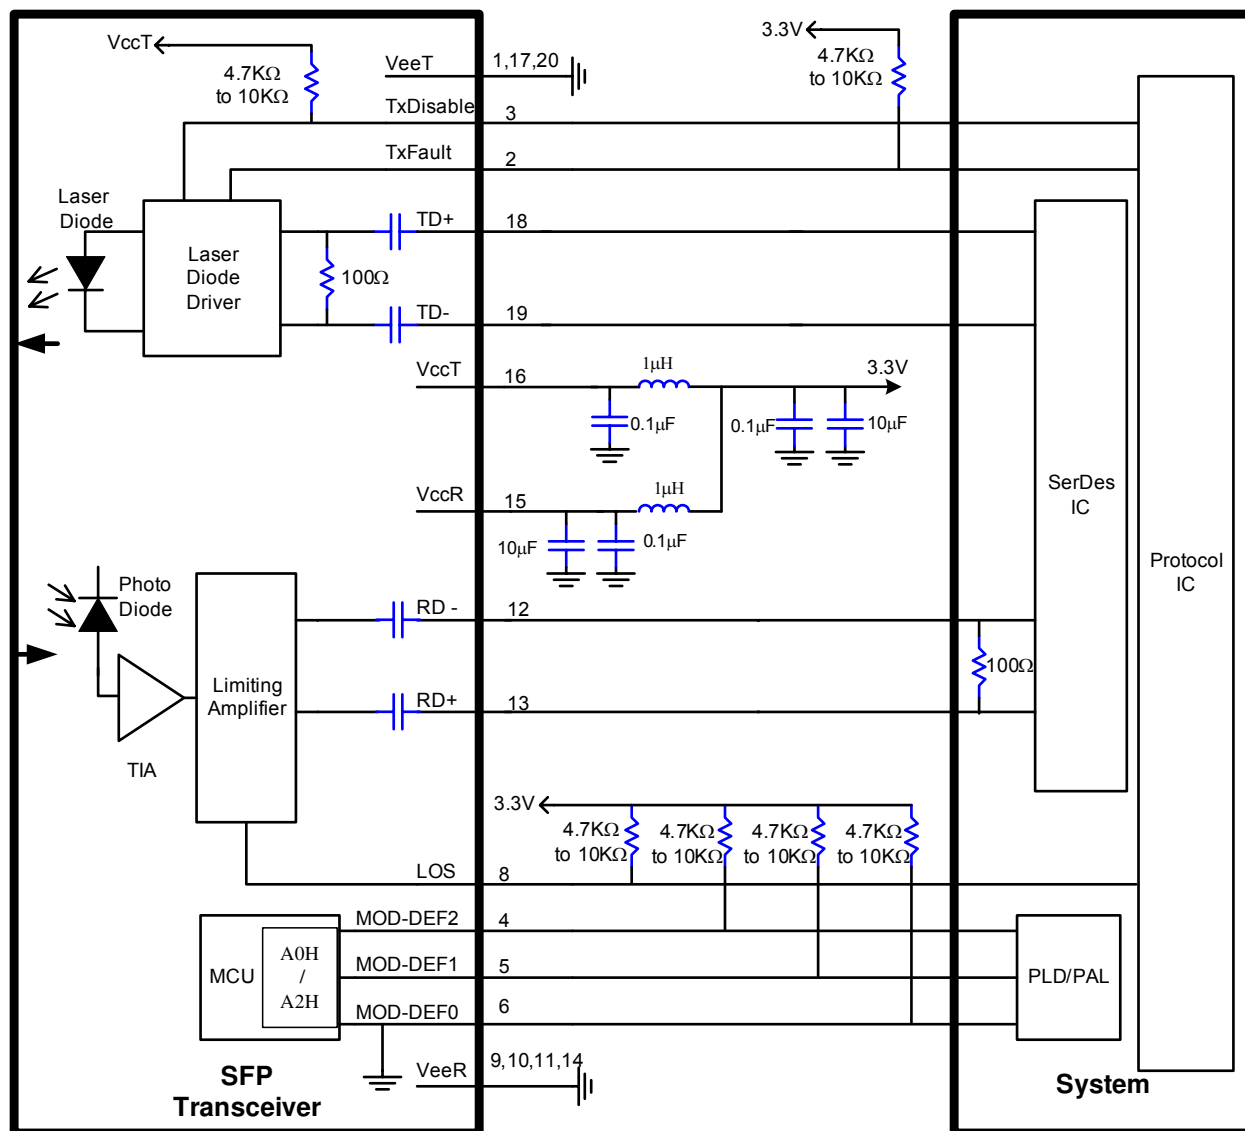 VccT
4.7KΩ
to 10KΩ
VeeT
1,17,20
3.3V
4.7KΩ
to 10KΩ
TxDisable
3
TxFault
2
Laser
Diode
Laser
Diode
Driver
100Ω
TD+
18
TD-
19
VccT
16
1μH
3.3V
0.1μF
0.1μF
10μF
VccR
15
1μH
10μF
0.1μF
SerDes
IC
Protocol
IC
Photo
Diode
TIA
Limiting
Amplifier
RD -
12
RD+
13
100Ω
3.3V
4.7KΩ
to 10KΩ
4.7KΩ
to 10KΩ
4.7KΩ
to 10KΩ
4.7KΩ
to 10KΩ
LOS
8
MCU
A0H
/
A2H
MOD-DEF2
4
MOD-DEF1
5
MOD-DEF0
6
PLD/PAL
VeeR
9,10,11,14
SFP
Transceiver
System